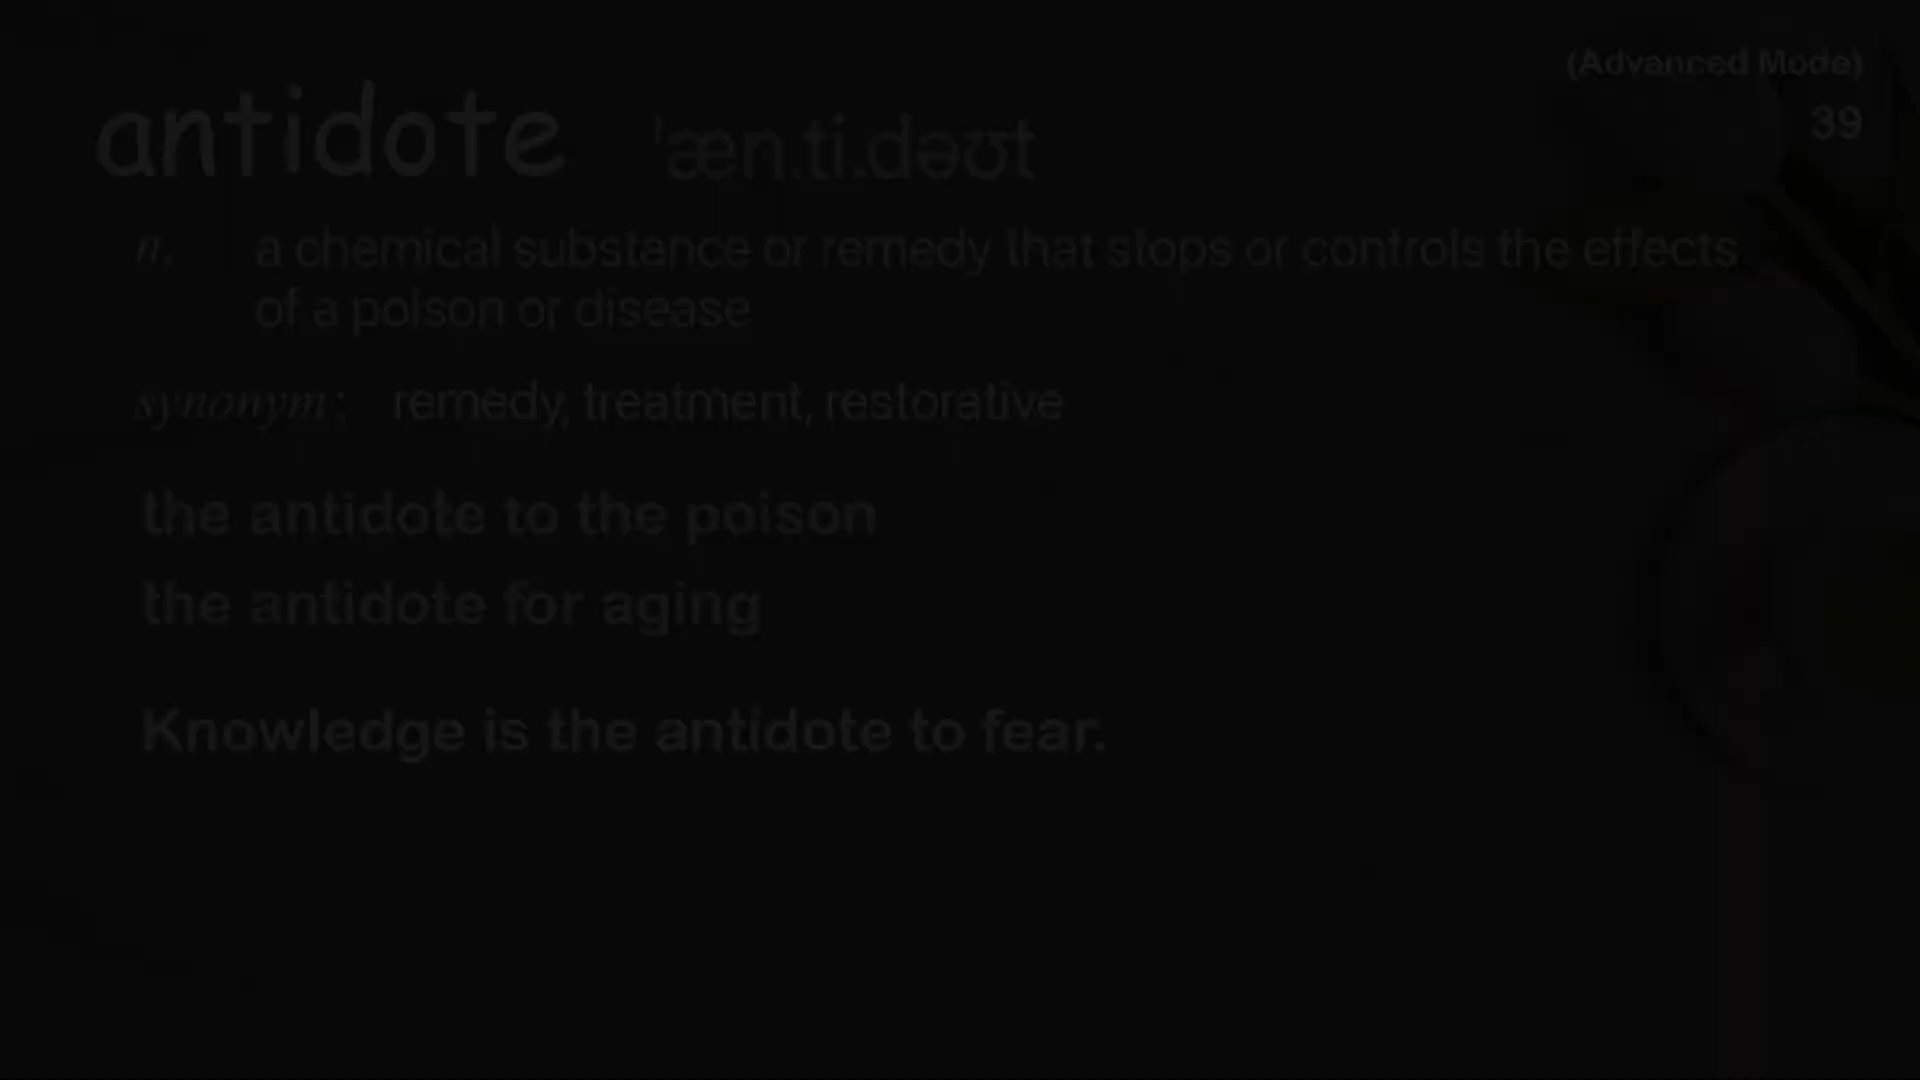 (Advanced Mode)
39
antidote ˈæn.ti.dəʊt
n. a chemical substance or remedy that stops or controls the effects
of a poison or disease
synonym: remedy, treatment, restorative
the antidote to the poison
the antidote for aging
Knowledge is the antidote to fear.